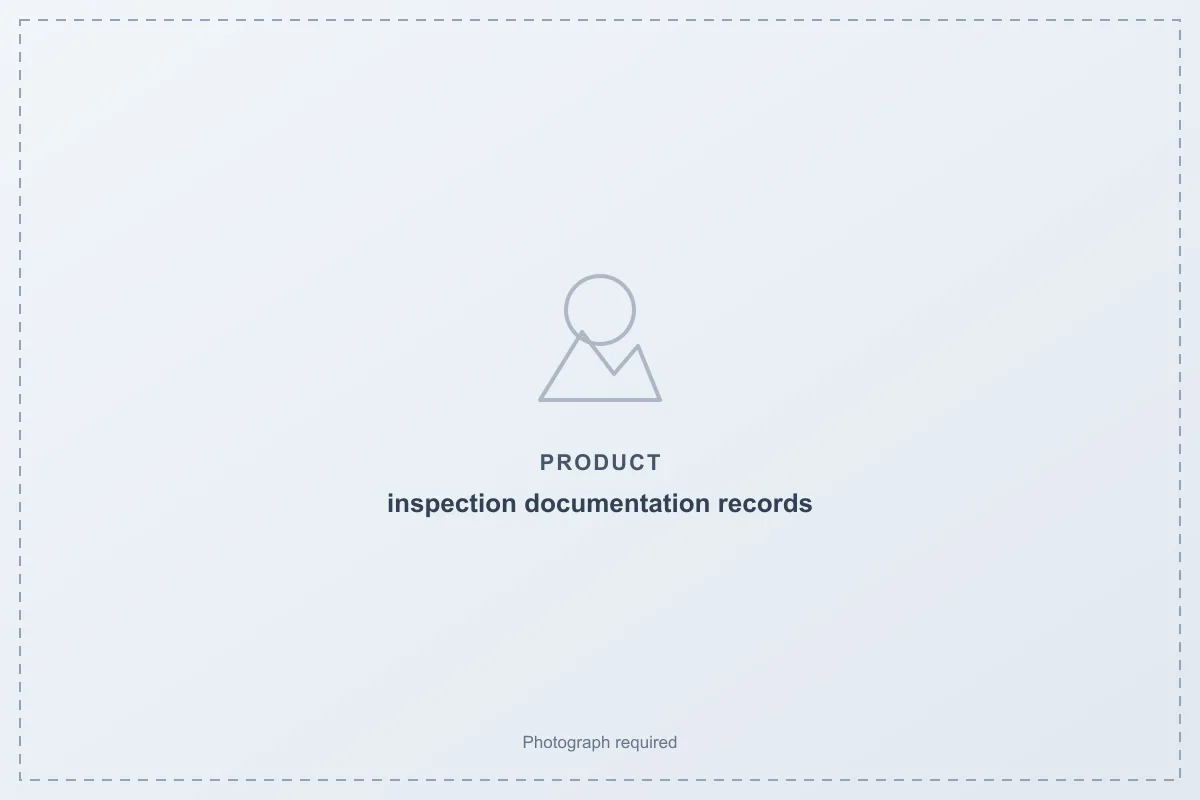 PRODUCT
inspection documentation records
Photograph required